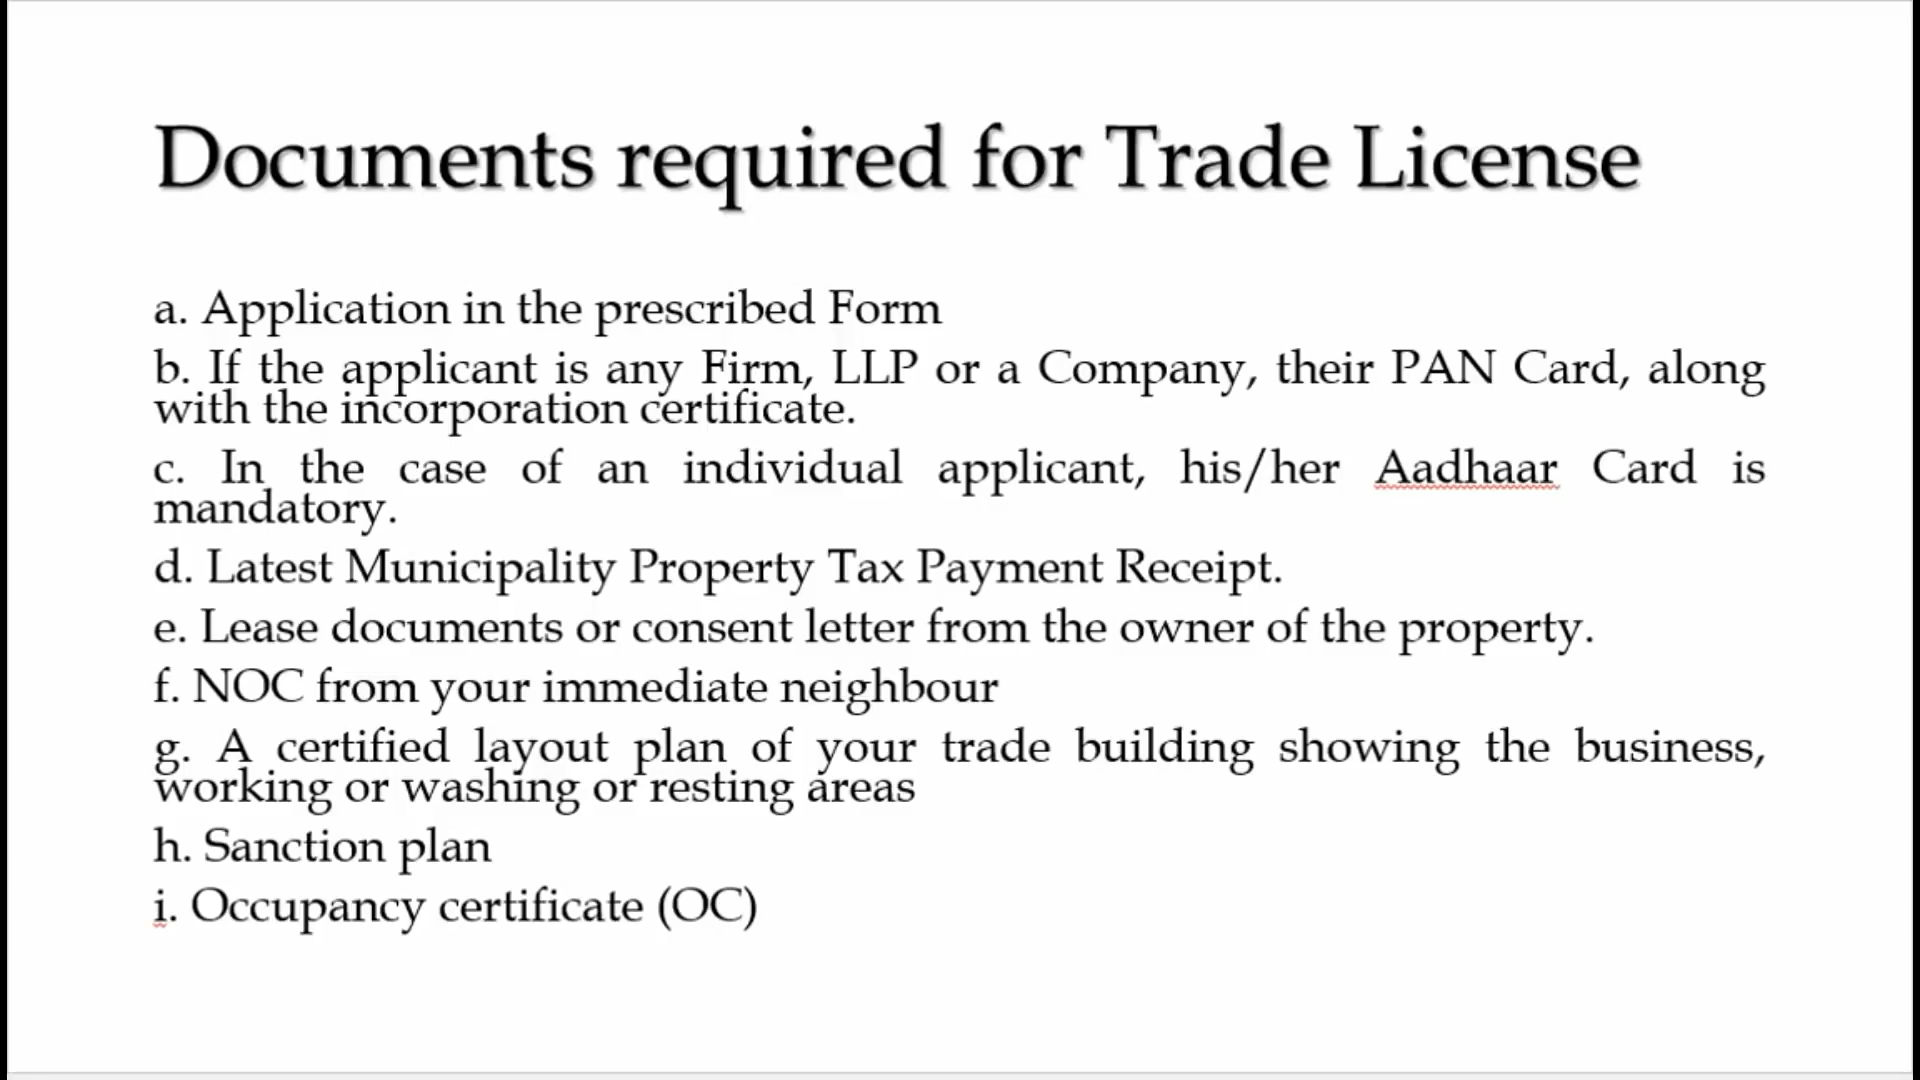 Documents required for Trade License
a. Application in the prescribed Form
b. If the applicant is any Firm, LLP or a Company, their PAN Card, along
with the incorporation certificate.
c. In the case of an individual applicant, his/her Aadhaar Card is
mandatory.
d. Latest Municipality Property Tax Payment Receipt.
e. Lease documents or consent letter from the owner of the property.
f. NOC from your immediate neighbour
g. A certified layout plan of your trade building showing the business,
working or washing or resting areas
h. Sanction plan
i. Occupancy certificate (OC)